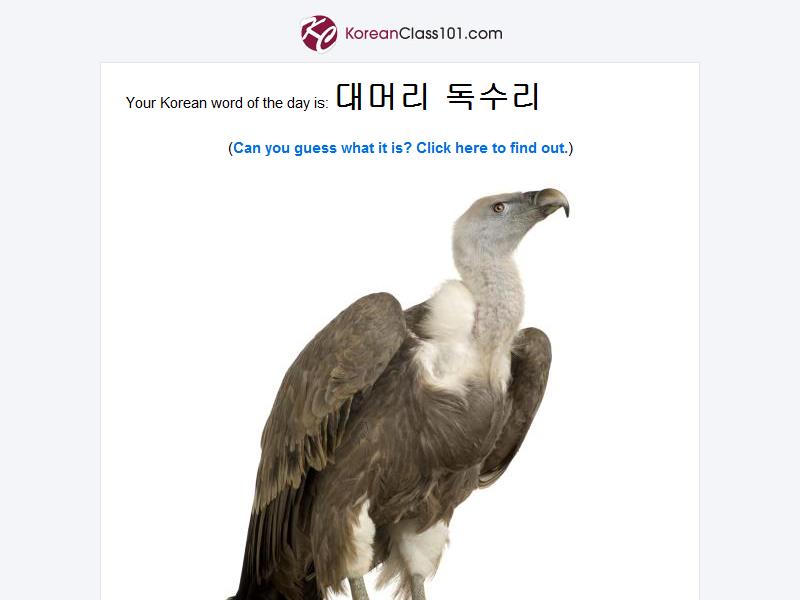 KoreanClass101.com
Your Korean word of the day is: 대머리 독수리
(Can you guess what it is? Click here to find out.)